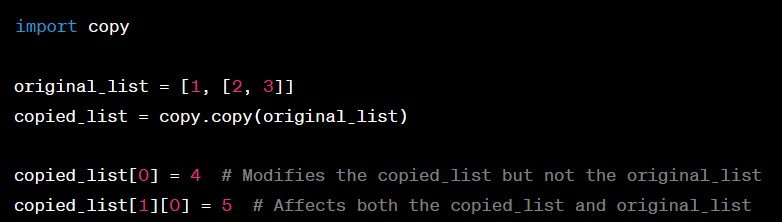 import copy
original_list = [1, [2, 3]]
copied_list = copy.copy(original_list)
copied_list[0] = 4  # Modifies the copied_list but not the original_list
copied_list[1][0] = 5  # Affects both the copied_list and original_list